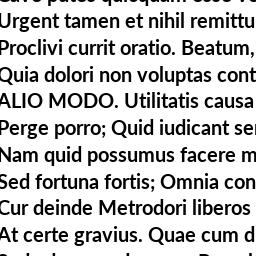 Urgent tamen et nihil remittu
Proclivi currit oratio. Beatum,
Quia dolori non voluptas cont
ALIO MODO. Utilitatis causa
Perge porro; Quid iudicant se
Nam quid possumus facere m
Sed fortuna fortis; Omnia con
Cur deinde Metrodori liberos
At certe gravius. Quae cum d